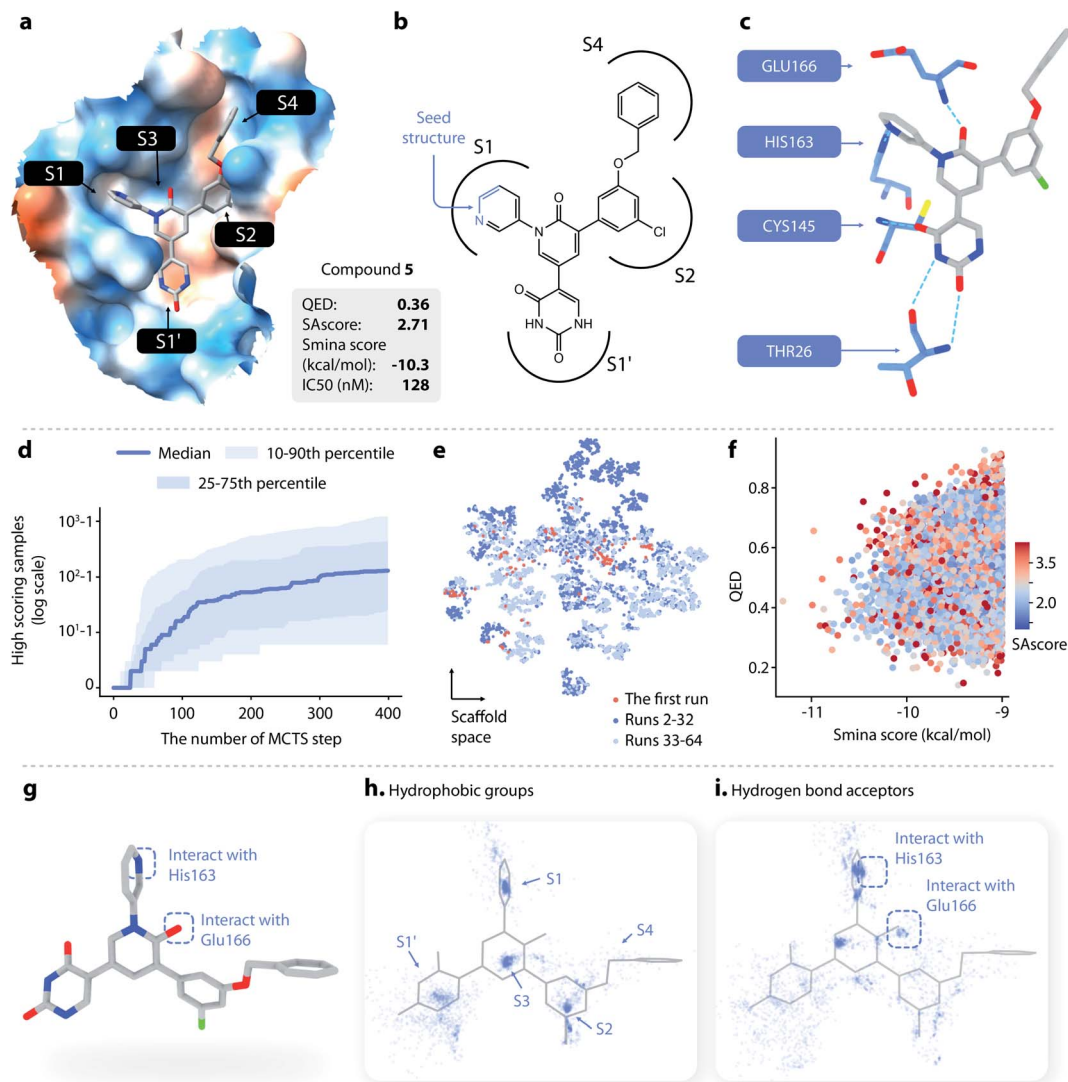 a
S4
S3
S1
S2
S1'
Compound 5
QED: 0.36
SAscore: 2.71
Smina score
(kcal/mol): -10.3
IC50 (nM): 128
b
S4
Seed
structure
S1
N
N
O
O
Cl
S2
O
HN
NH
O
S1'
c
GLU166
HIS163
CYS145
THR26
d
Median
10-90th percentile
25-75th percentile
High scoring samples
(log scale)
10³-1
10²-1
10¹-1
0
0 100 200 300 400
The number of MCTS step
e
Scaffold
space
The first run
Runs 2-32
Runs 33-64
f
QED
0.8
0.6
0.4
0.2
-11 -10 -9
Smina score (kcal/mol)
3.5
2.0
SAscore
g
Interact with
His163
Interact with
Glu166
h. Hydrophobic groups
S1
S1'
S4
S3
S2
i. Hydrogen bond acceptors
Interact with
His163
Interact with
Glu166